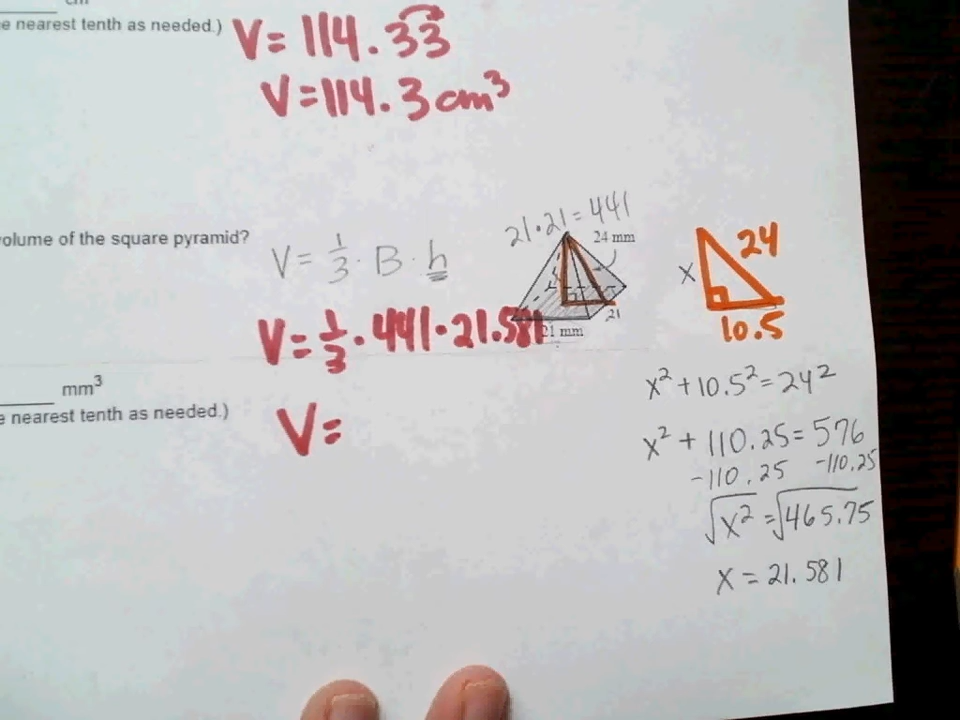 cm
e nearest tenth as needed.)
V = 114.33
V = 114.3 cm³
volume of the square pyramid?
V = 1/3 · B · h
21·21 = 441
24 mm
21
21 mm
V = 1/3 · 441 · 21.581
mm³
e nearest tenth as needed.)
V =
x
24
10.5
x² + 10.5² = 24²
x² + 110.25 = 576
-110.25 -110.25
√x² = √465.75
x = 21.581